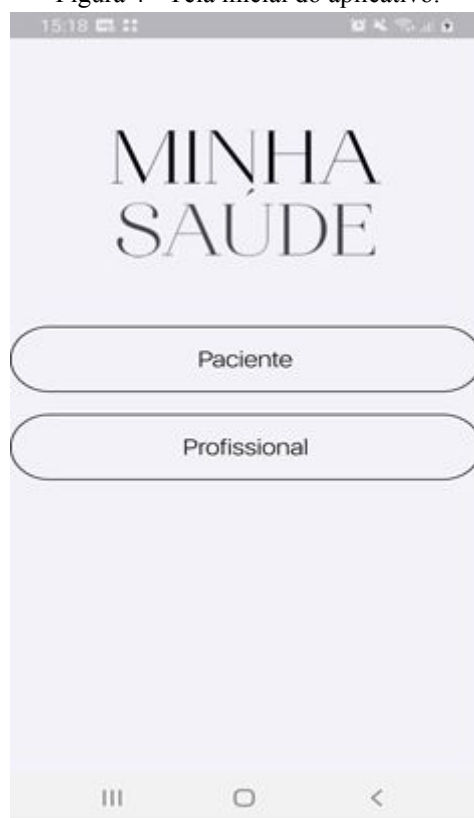 Figura 4 - Tela inicial do aplicativo.
15:18
MINHA
SAÚDE
Paciente
Profissional